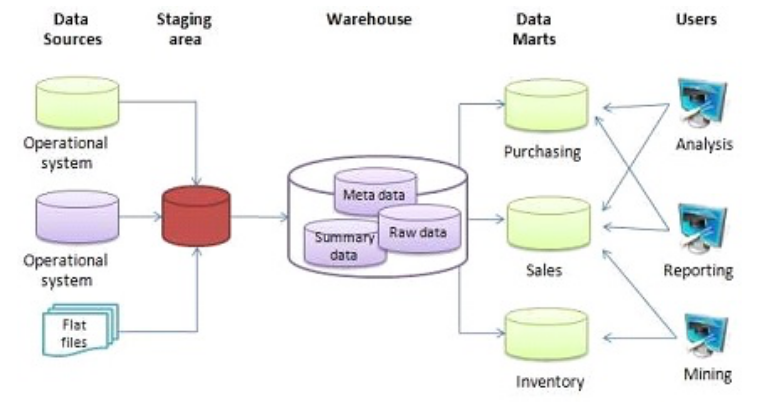 Data
Sources
Staging
area
Warehouse
Data
Marts
Users
Operational
system
Operational
system
Flat
files
Meta data
Summary
data
Raw data
Purchasing
Sales
Inventory
Analysis
Reporting
Mining